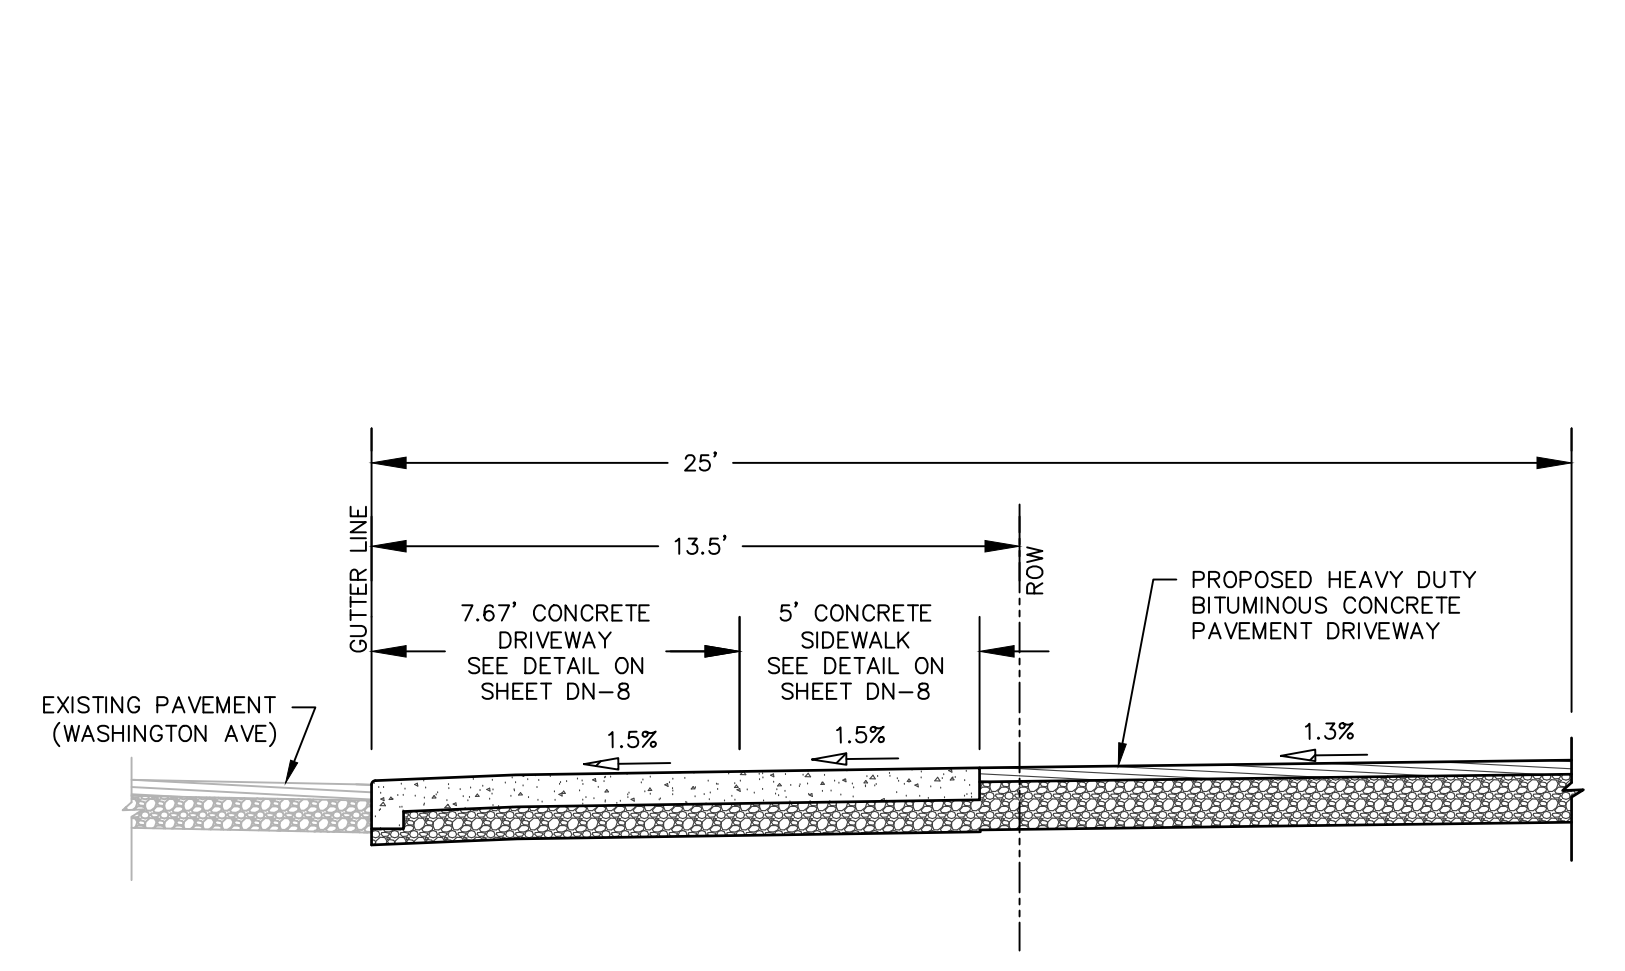 25'
13.5'
GUTTER LINE
ROW
7.67' CONCRETE
DRIVEWAY
SEE DETAIL ON
SHEET DN-8
5' CONCRETE
SIDEWALK
SEE DETAIL ON
SHEET DN-8
PROPOSED HEAVY DUTY
BITUMINOUS CONCRETE
PAVEMENT DRIVEWAY
EXISTING PAVEMENT
(WASHINGTON AVE)
1.5%
1.5%
1.3%